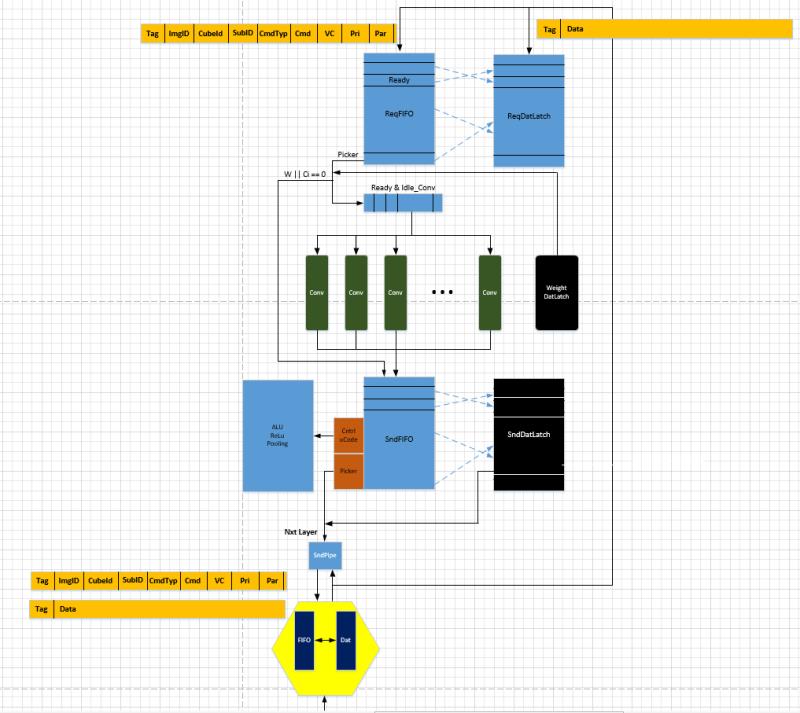 Tag ImgID CubeId SubID CmdTyp Cmd VC Pri Par
Tag Data
Ready
ReqFIFO
ReqDatLatch
Picker
W || Ci == 0
Ready & Idle_Conv
Conv
Conv
Conv
Conv
Weight
DatLatch
ALU
ReLu
Pooling
Cntrl
uCode
Picker
SndFIFO
SndDatLatch
Nxt Layer
SndPipe
Tag ImgID CubeId SubID CmdTyp Cmd VC Pri Par
Tag Data
FIFO
Dat